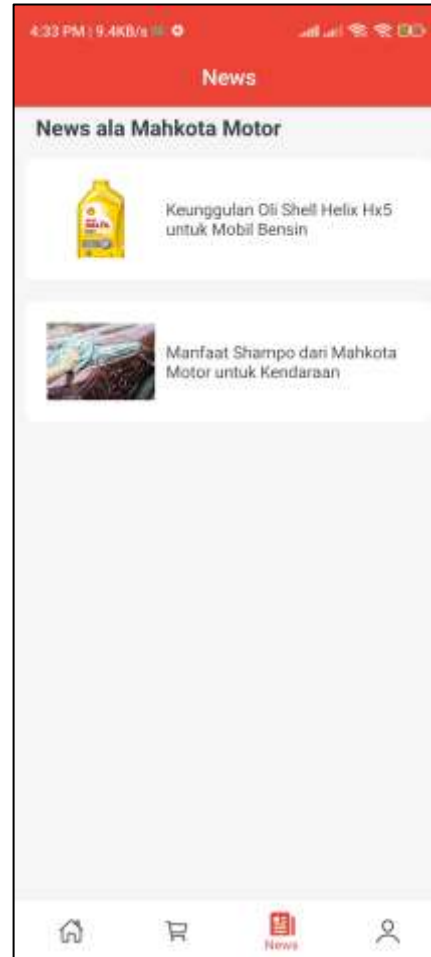 4:33 PM | 9.4KB/s
News
News ala Mahkota Motor
Keunggulan Oli Shell Helix Hx5
untuk Mobil Bensin
Manfaat Shampo dari Mahkota
Motor untuk Kendaraan
News